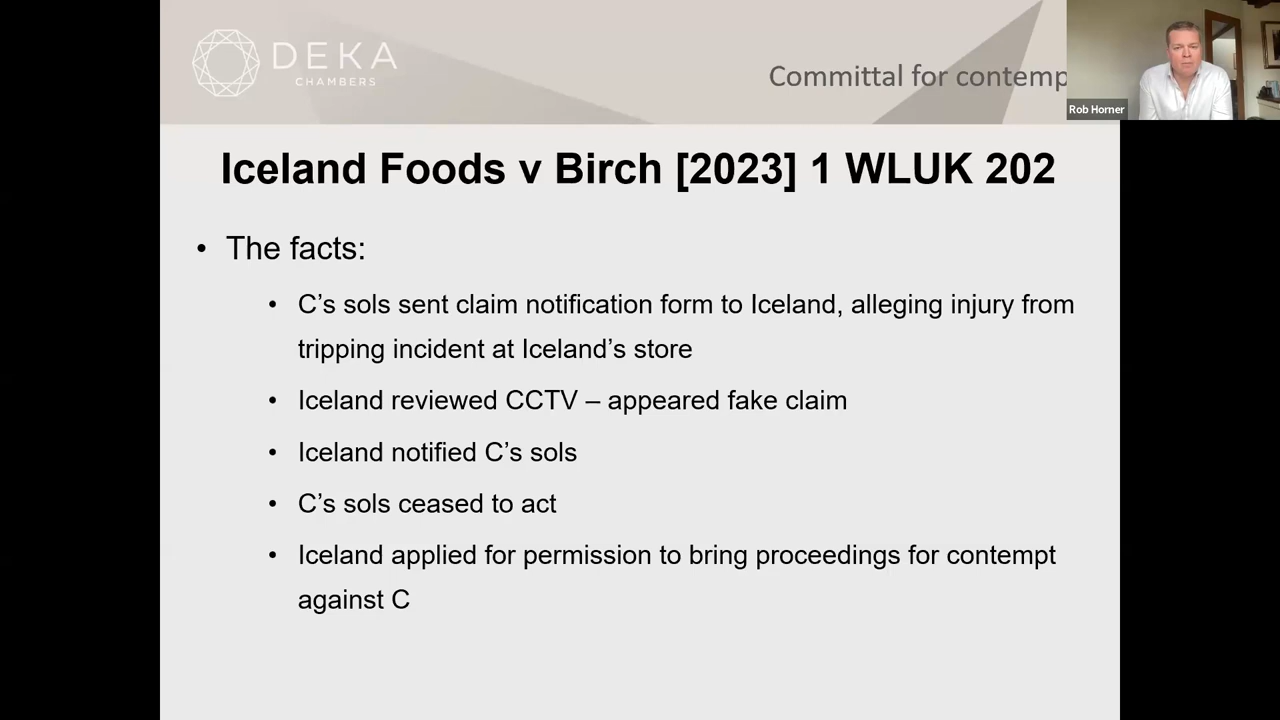 DEKA
CHAMBERS
Committal for contemp
Rob Horner
Iceland Foods v Birch [2023] 1 WLUK 202
• The facts:
• C’s sols sent claim notification form to Iceland, alleging injury from
tripping incident at Iceland’s store
• Iceland reviewed CCTV – appeared fake claim
• Iceland notified C’s sols
• C’s sols ceased to act
• Iceland applied for permission to bring proceedings for contempt
against C